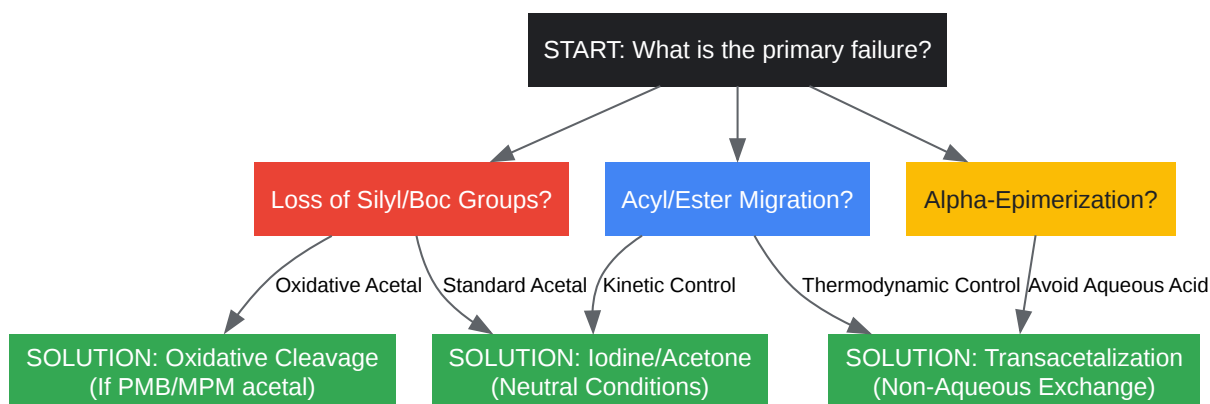 START: What is the primary failure?
Loss of Silyl/Boc Groups?
Acyl/Ester Migration?
Alpha-Epimerization?
Oxidative Acetal
Standard Acetal
Kinetic Control
Thermodynamic Control
Avoid Aqueous Acid
SOLUTION: Oxidative Cleavage
(If PMB/MPM acetal)
SOLUTION: Iodine/Acetone
(Neutral Conditions)
SOLUTION: Transacetalization
(Non-Aqueous Exchange)